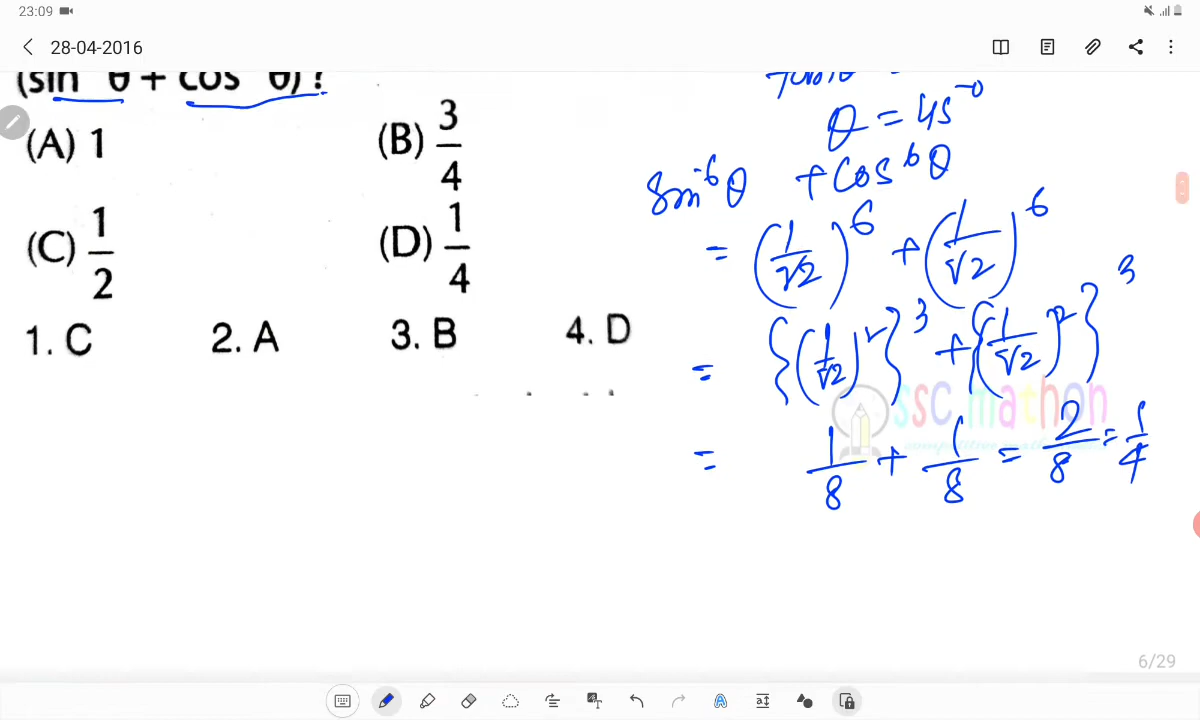 23:09
28-04-2016
(sin θ + cos θ) ?
(A) 1
(B) 3/4
(C) 1/2
(D) 1/4
1. C 2. A 3. B 4. D
θ = 45°
sin⁶θ + cos⁶θ
= (1/√2)⁶ + (1/√2)⁶
= {(1/√2)²}³ + {(1/√2)²}³
= 1/8 + 1/8 = 2/8 = 1/4
ssc mathon
6/29